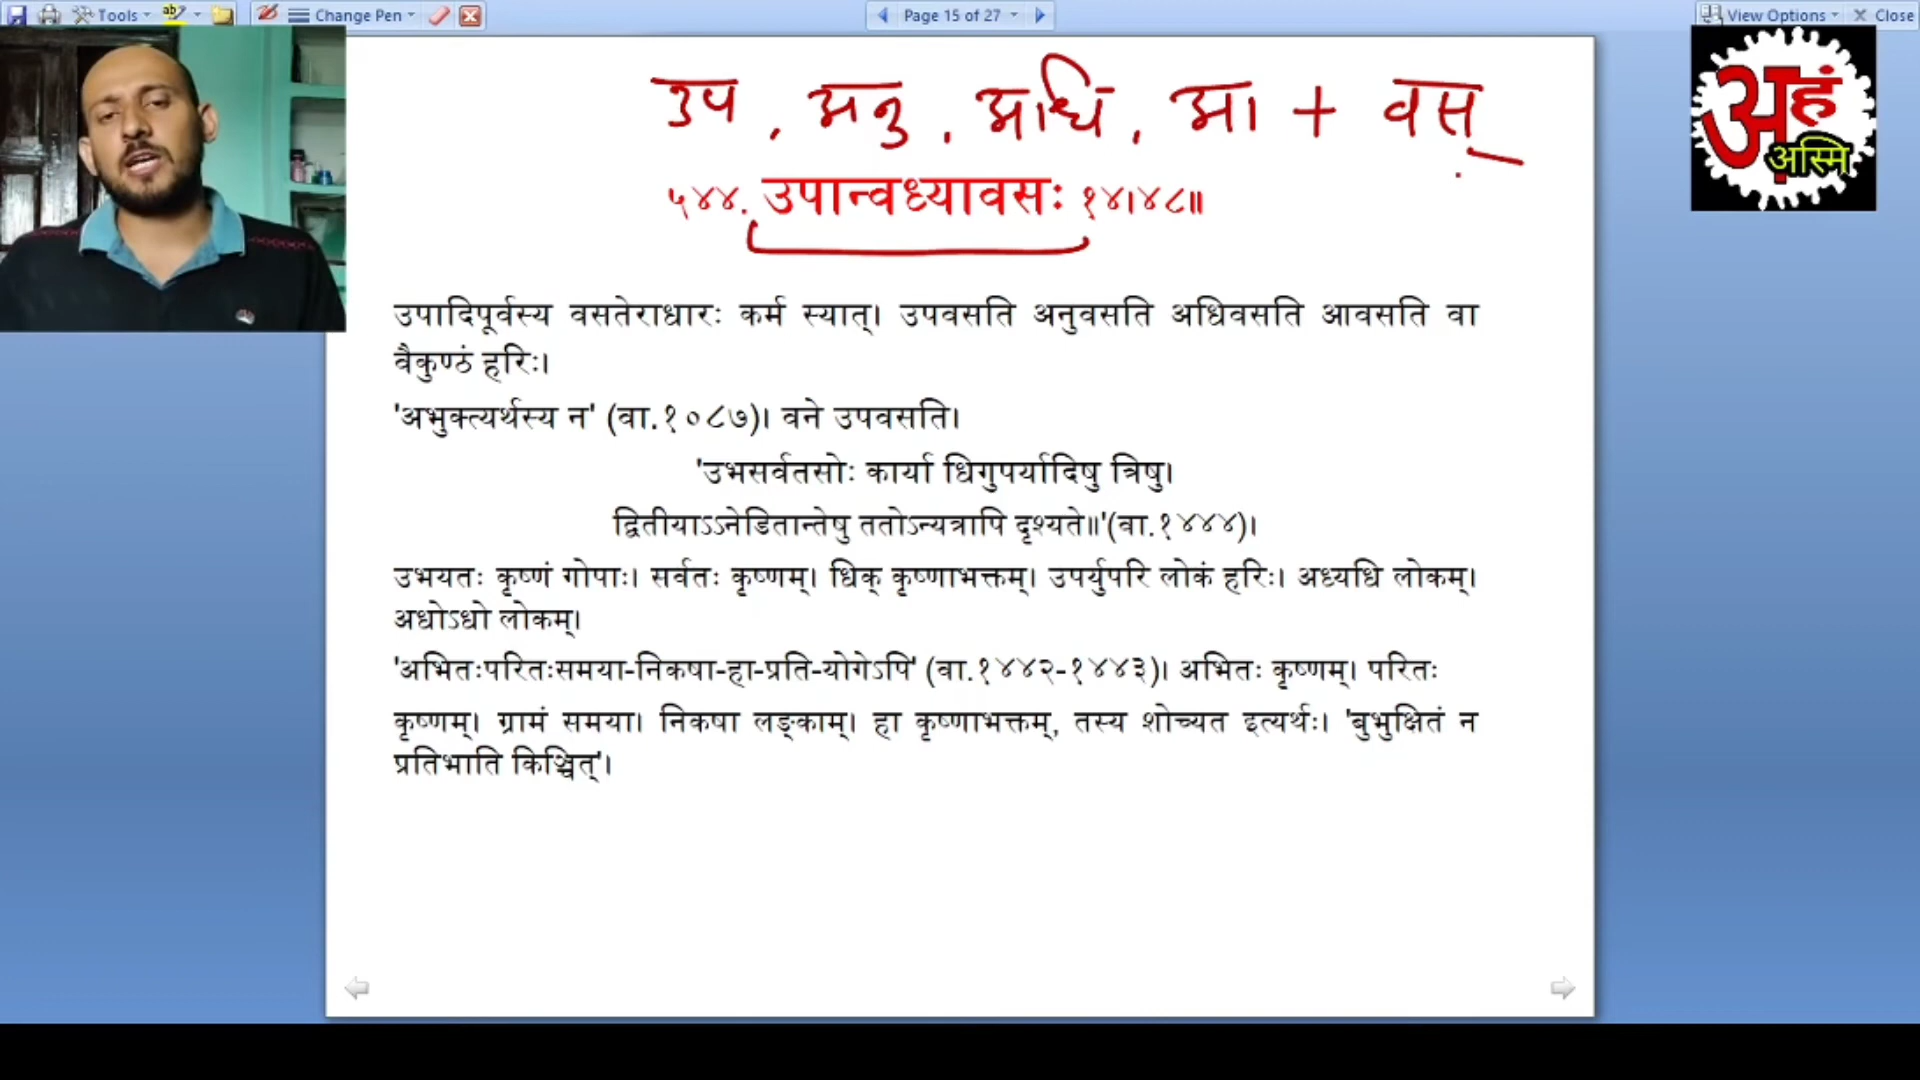 Tools
Change Pen
Page 15 of 27
View Options
Close
उप, अनु, अधि, आ + वस्
५४४. उपान्वध्यावसः १४।४८॥
उपादिपूर्वस्य वसतेराधारः कर्म स्यात्। उपवसति अनुवसति अधिवसति आवसति वा
वैकुण्ठं हरिः।
'अभुक्त्यर्थस्य न' (वा.१०८७)। वने उपवसति।
'उभसर्वतसोः कार्या धिगुपर्यादिषु त्रिषु।
द्वितीयाऽऽनेडितान्तेषु ततोऽन्यत्रापि दृश्यते॥'(वा.१४४४)।
उभयतः कृष्णं गोपाः। सर्वतः कृष्णम्। धिक् कृष्णाभक्तम्। उपर्युपरि लोकं हरिः। अध्यधि लोकम्।
अधोऽधो लोकम्।
'अभितःपरितःसमया-निकषा-हा-प्रति-योगेऽपि' (वा.१४४२-१४४३)। अभितः कृष्णम्। परितः
कृष्णम्। ग्रामं समया। निकषा लङ्काम्। हा कृष्णाभक्तम्, तस्य शोच्यत इत्यर्थः। 'बुभुक्षितं न
प्रतिभाति किञ्चित्'।
अहं
अस्मि